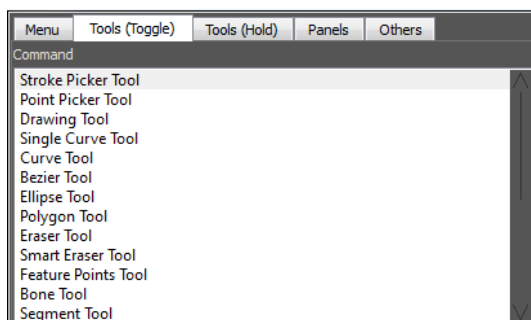 Menu Tools (Toggle) Tools (Hold) Panels Others
Command
Stroke Picker Tool
Point Picker Tool
Drawing Tool
Single Curve Tool
Curve Tool
Bezier Tool
Ellipse Tool
Polygon Tool
Eraser Tool
Smart Eraser Tool
Feature Points Tool
Bone Tool
Segment Tool